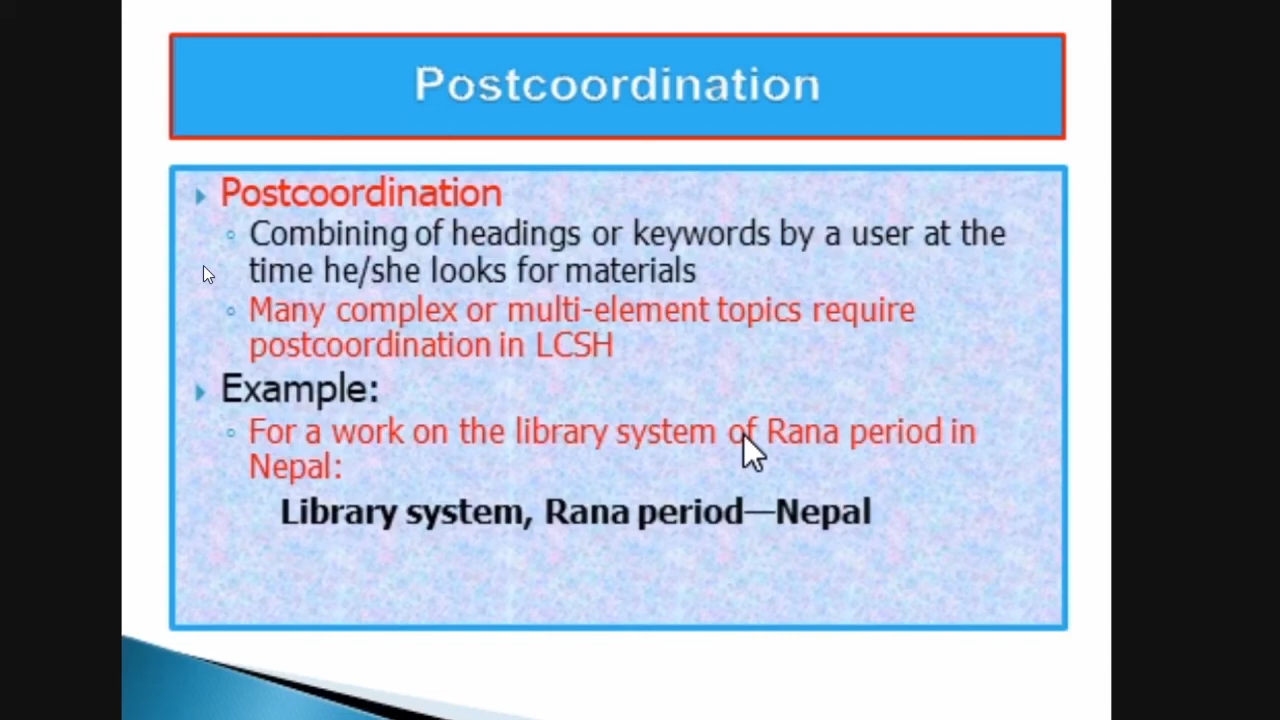 Postcoordination
Postcoordination
Combining of headings or keywords by a user at the
time he/she looks for materials
Many complex or multi-element topics require
postcoordination in LCSH
Example:
For a work on the library system of Rana period in
Nepal:
Library system, Rana period—Nepal